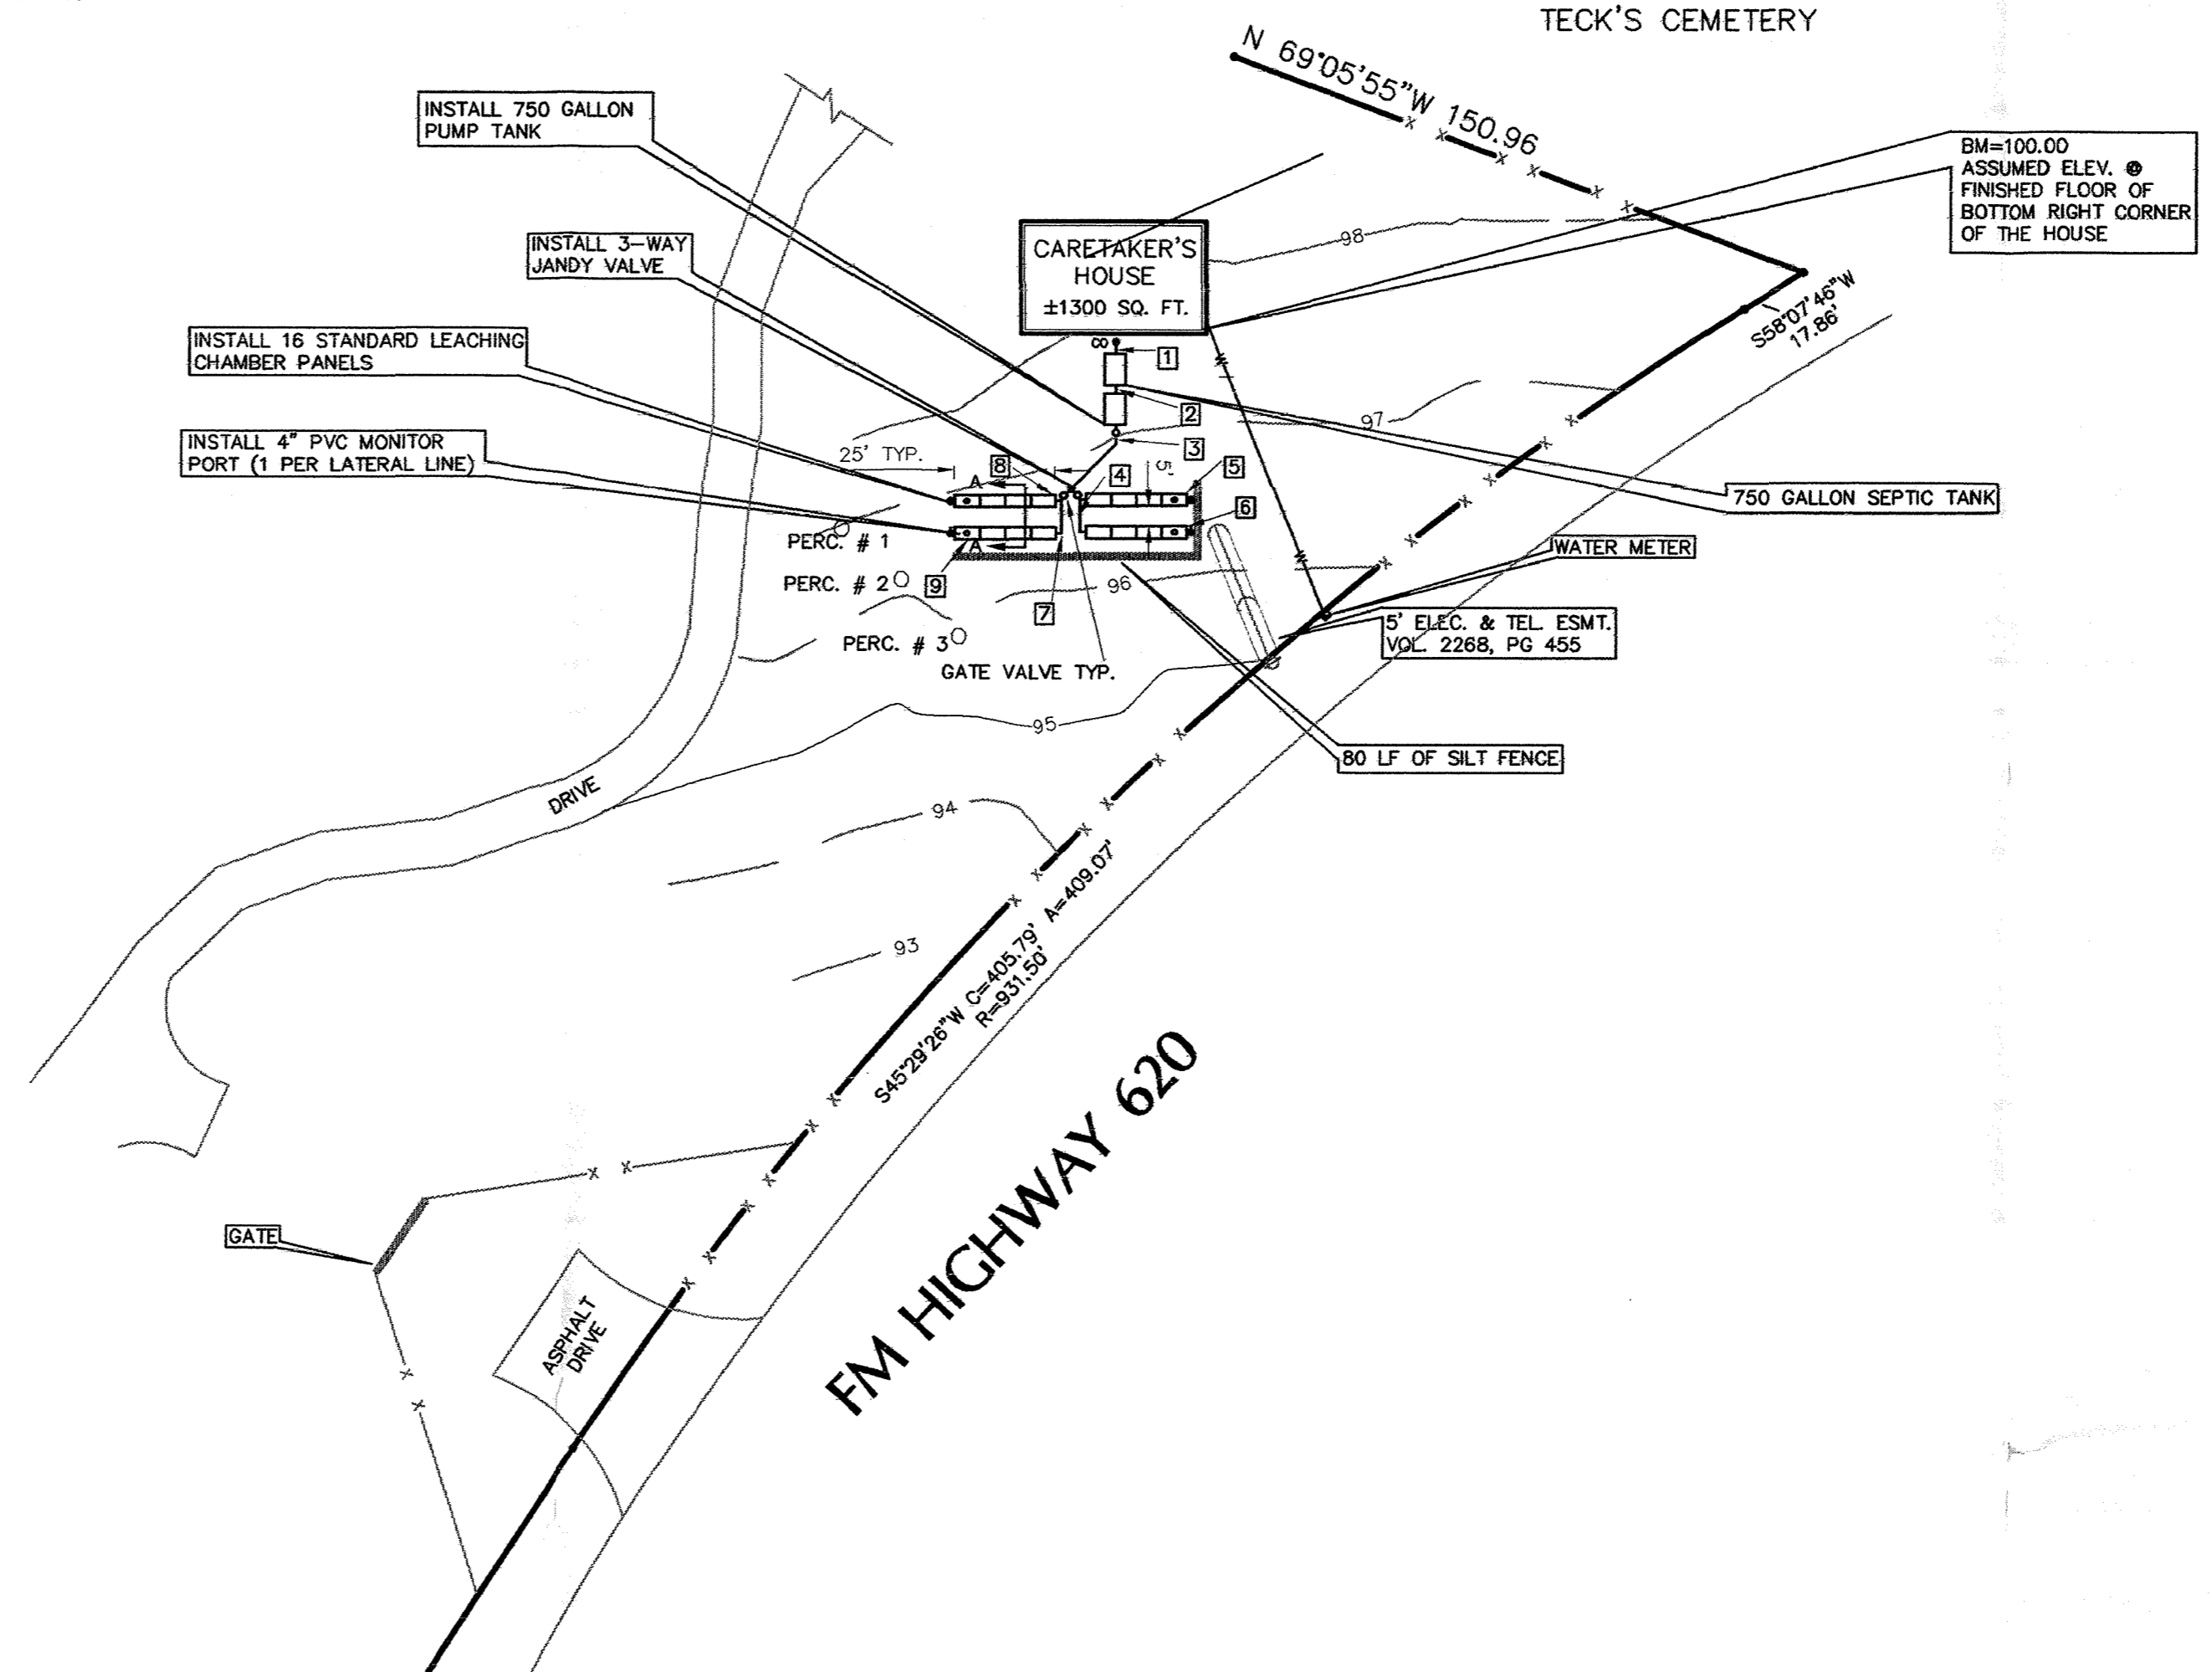 TECK'S CEMETERY
N 69°05'55"W 150.96
INSTALL 750 GALLON
PUMP TANK
BM=100.00
ASSUMED ELEV. @
FINISHED FLOOR OF
BOTTOM RIGHT CORNER
OF THE HOUSE
INSTALL 3-WAY
JANDY VALVE
CARETAKER'S
HOUSE
±1300 SQ. FT.
98
S58°07'46"W
17.86'
INSTALL 16 STANDARD LEACHING
CHAMBER PANELS
CO
1
2
97
3
INSTALL 4" PVC MONITOR
PORT (1 PER LATERAL LINE)
25' TYP.
8
4
5'
5
A
6
750 GALLON SEPTIC TANK
PERC. # 1
A
WATER METER
PERC. # 2
9
96
7
5' ELEC. & TEL. ESMT.
VOL. 2268, PG 455
PERC. # 3
GATE VALVE TYP.
95
80 LF OF SILT FENCE
DRIVE
94
93
S45°29'26"W C=405.79' A=409.07'
R=931.50'
FM HIGHWAY 620
GATE
ASPHALT
DRIVE